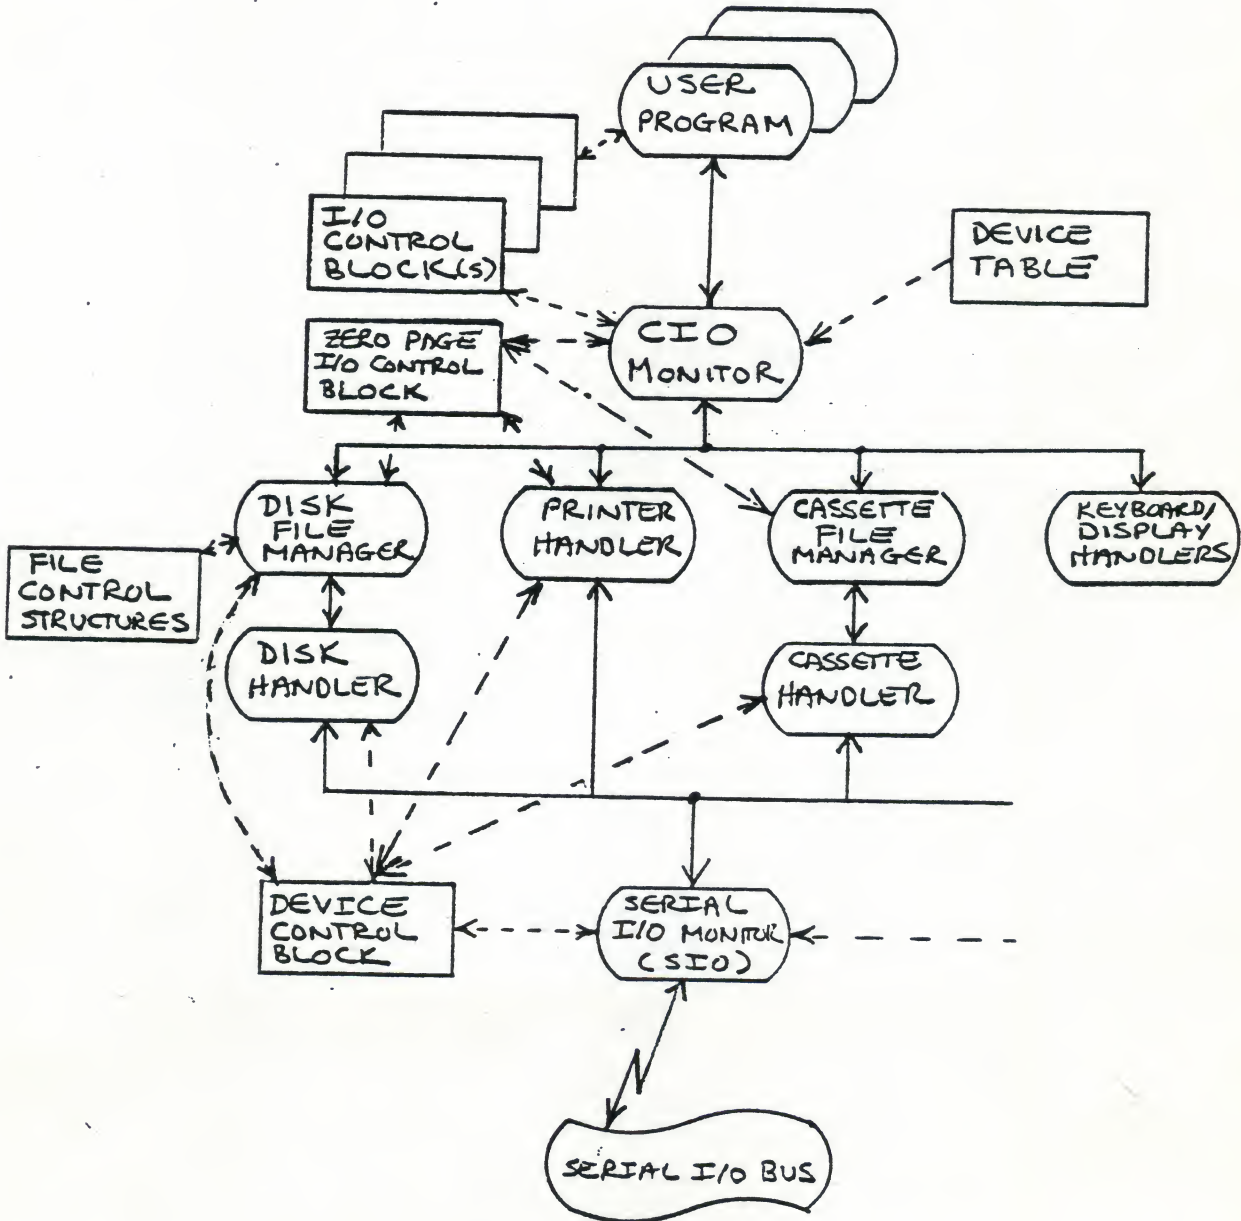 USER
PROGRAM
I/O
CONTROL
BLOCK(S)
DEVICE
TABLE
ZERO PAGE
I/O CONTROL
BLOCK
CIO
MONITOR
DISK
FILE
MANAGER
PRINTER
HANDLER
CASSETTE
FILE
MANAGER
KEYBOARD/
DISPLAY
HANDLERS
FILE
CONTROL
STRUCTURES
DISK
HANDLER
CASSETTE
HANDLER
DEVICE
CONTROL
BLOCK
SERIAL
I/O MONITOR
(SIO)
SERIAL I/O BUS